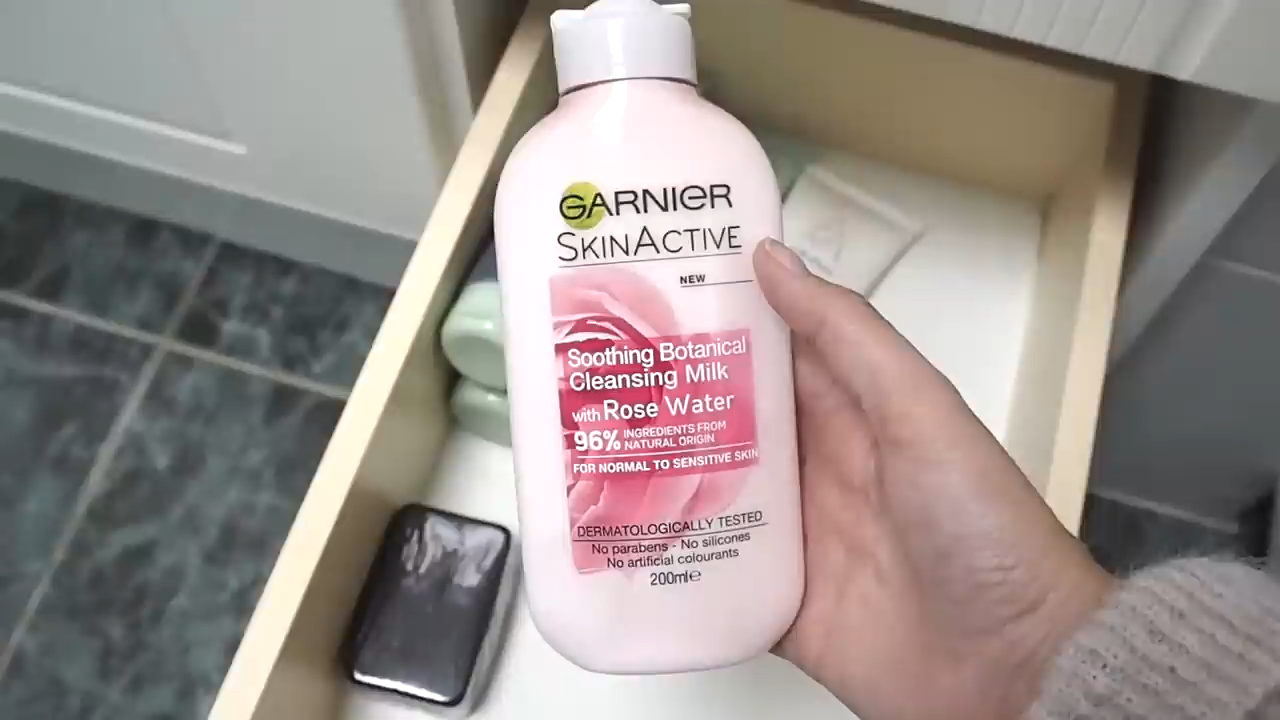 GARNIER
SKINACTIVE
NEW
Soothing Botanical
Cleansing Milk
with Rose Water
96% INGREDIENTS FROM
NATURAL ORIGIN
FOR NORMAL TO SENSITIVE SKIN
DERMATOLOGICALLY TESTED
No parabens - No silicones
No artificial colourants
200ml℮